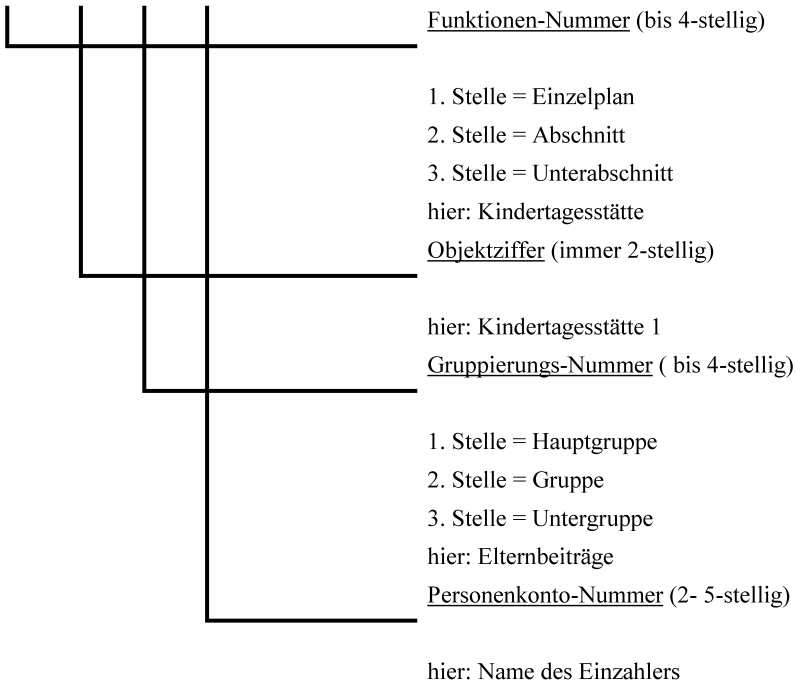 Funktionen-Nummer (bis 4-stellig)
1. Stelle = Einzelplan
2. Stelle = Abschnitt
3. Stelle = Unterabschnitt
hier: Kindertagesstätte
Objektziffer (immer 2-stellig)
hier: Kindertagesstätte 1
Gruppierungs-Nummer ( bis 4-stellig)
1. Stelle = Hauptgruppe
2. Stelle = Gruppe
3. Stelle = Untergruppe
hier: Elternbeiträge
Personenkonto-Nummer (2- 5-stellig)
hier: Name des Einzahlers